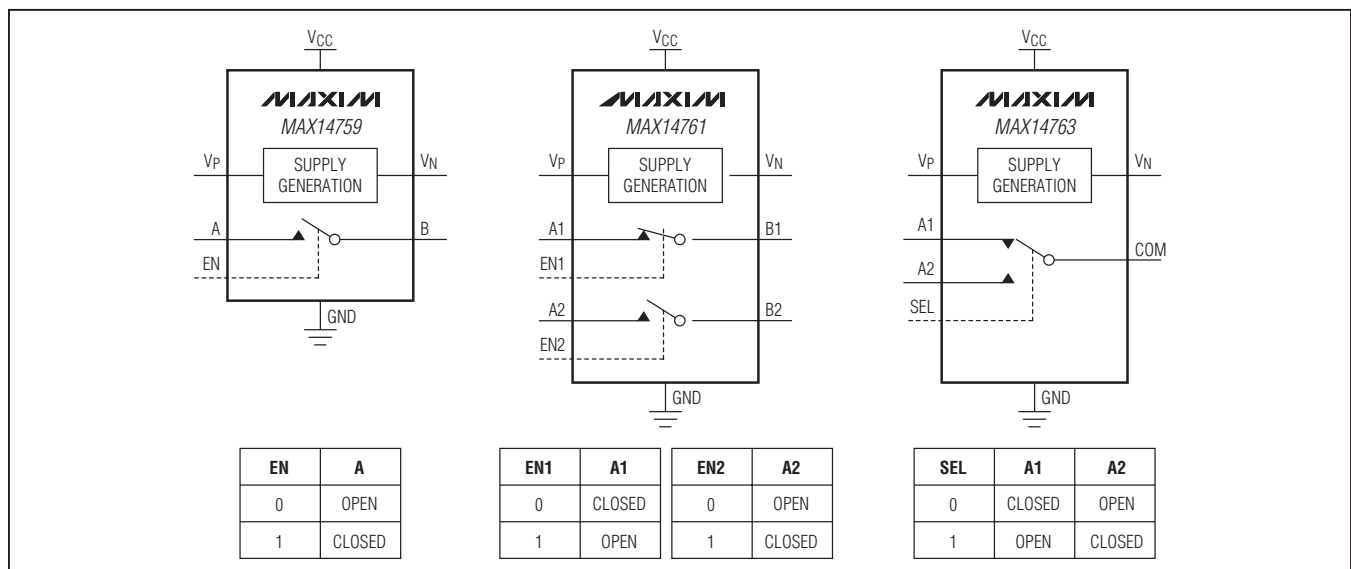 VCC
MAXIM
MAX14759
VP
SUPPLY
GENERATION
VN
A
B
EN
GND
EN A
0 OPEN
1 CLOSED
VCC
MAXIM
MAX14761
VP
SUPPLY
GENERATION
VN
A1
B1
EN1
A2
B2
EN2
GND
EN1 A1
0 CLOSED
1 OPEN
EN2 A2
0 OPEN
1 CLOSED
VCC
MAXIM
MAX14763
VP
SUPPLY
GENERATION
VN
A1
COM
A2
SEL
GND
SEL A1 A2
0 CLOSED OPEN
1 OPEN CLOSED